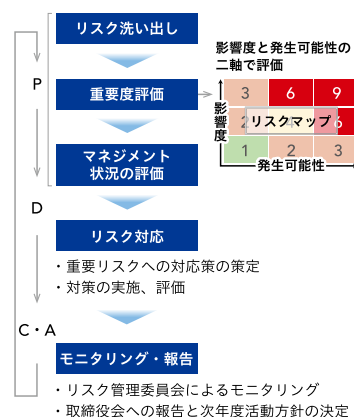 リスク洗い出し
影響度と発生可能性の
二軸で評価
P
重要度評価
3 6 9
影響度
2 4 6
リスクマップ
1 2 3
発生可能性
マネジメント
状況の評価
D
リスク対応
・重要リスクへの対応策の策定
・対策の実施、評価
C・A
モニタリング・報告
・リスク管理委員会によるモニタリング
・取締役会への報告と次年度活動方針の決定